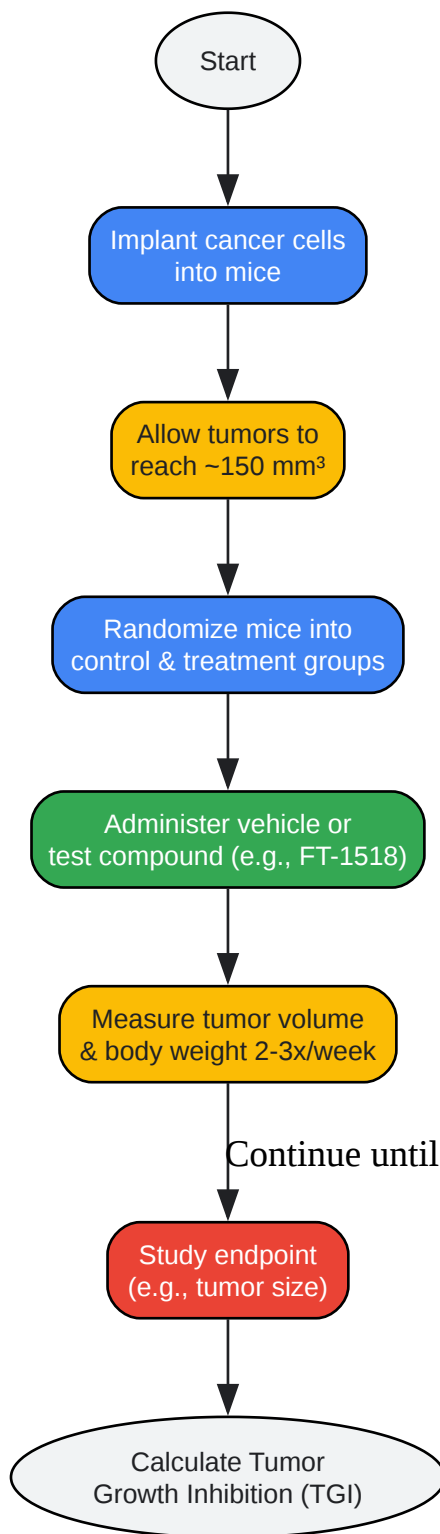 Start
Implant cancer cells
into mice
Allow tumors to
reach ~150 mm³
Randomize mice into
control & treatment groups
Administer vehicle or
test compound (e.g., FT-1518)
Measure tumor volume
& body weight 2-3x/week
Continue until
Study endpoint
(e.g., tumor size)
Calculate Tumor
Growth Inhibition (TGI)